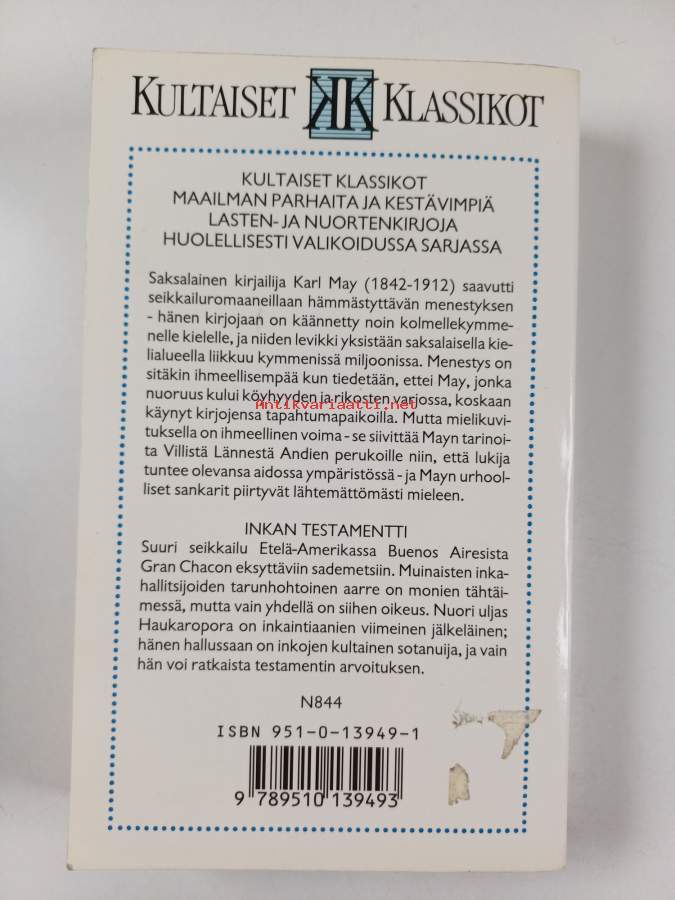 KULTAISET KK KLASSIKOT
KULTAISET KLASSIKOT
MAAILMAN PARHAITA JA KESTÄVIMPIÄ
LASTEN- JA NUORTENKIRJOJA
HUOLELLISESTI VALIKOIDUSSA SARJASSA
Saksalainen kirjailija Karl May (1842-1912) saavutti
seikkailuromaaneillaan hämmästyttävän menestyksen
- hänen kirjojaan on käännetty noin kolmellekymme-
nelle kielelle, ja niiden levikki yksistään saksalaisella kie-
lialueella liikkuu kymmenissä miljoonissa. Menestys on
sitäkin ihmeellisempää kun tiedetään, ettei May, jonka
nuoruus kului köyhyyden ja rikosten varjossa, koskaan
Antikvariaatti.net
käynyt kirjojensa tapahtumapaikoilla. Mutta mielikuvi-
tuksella on ihmeellinen voima - se siivittää Mayn tarinoi-
ta Villistä Lännestä Andien perukoille niin, että lukija
tuntee olevansa aidossa ympäristössä - ja Mayn urhool-
liset sankarit piirtyvät lähtemättömästi mieleen.
INKAN TESTAMENTTI
Suuri seikkailu Etelä-Amerikassa Buenos Airesista
Gran Chacon eksyttäviin sademetsiin. Muinaisten inka-
hallitsijoiden tarunhohtoinen aarre on monien tähtäi-
messä, mutta vain yhdellä on siihen oikeus. Nuori uljas
Haukaropora on inkaintiaanien viimeinen jälkeläinen;
hänen hallussaan on inkojen kultainen sotanuija, ja vain
hän voi ratkaista testamentin arvoituksen.
N844
ISBN 951-0-13949-1
9 789510 139493